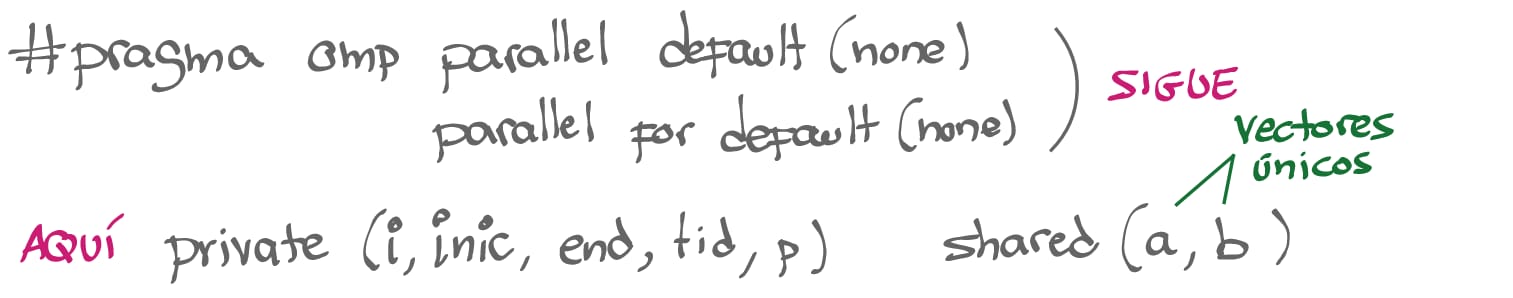 #pragma omp parallel default (none)
parallel for default (none)
SIGUE
vectores
únicos
AQUÍ private (i, inic, end, tid, p) shared (a, b)